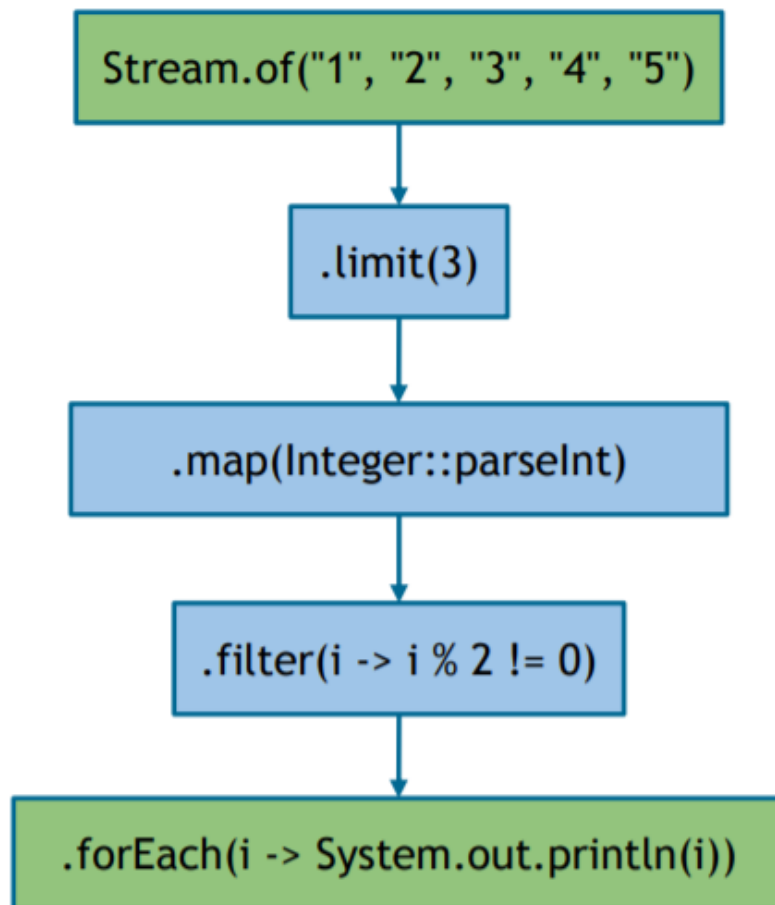 Stream.of("1", "2", "3", "4", "5")
.limit(3)
.map(Integer::parseInt)
.filter(i -> i % 2 != 0)
.forEach(i -> System.out.println(i))